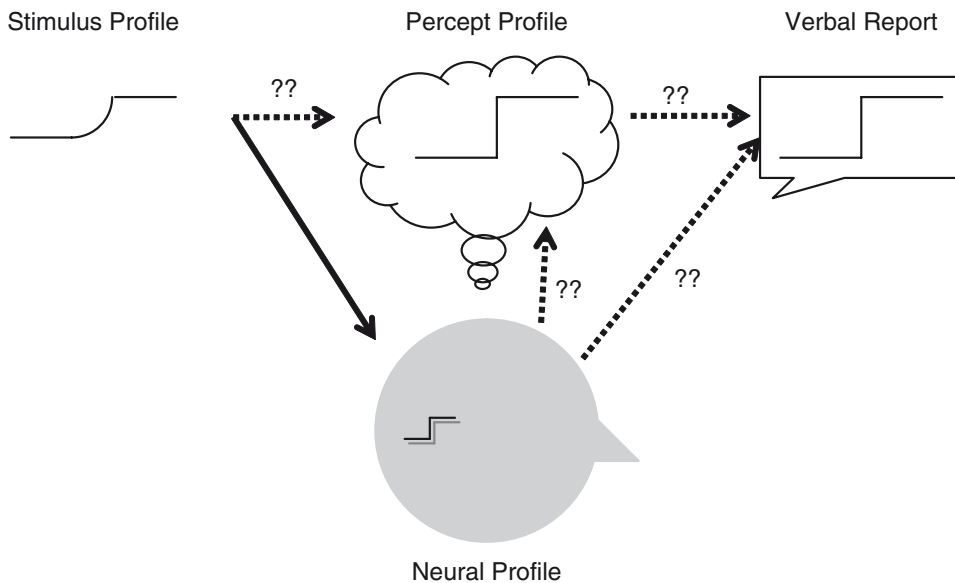 Stimulus Profile
Percept Profile
Verbal Report
??
??
??
??
Neural Profile